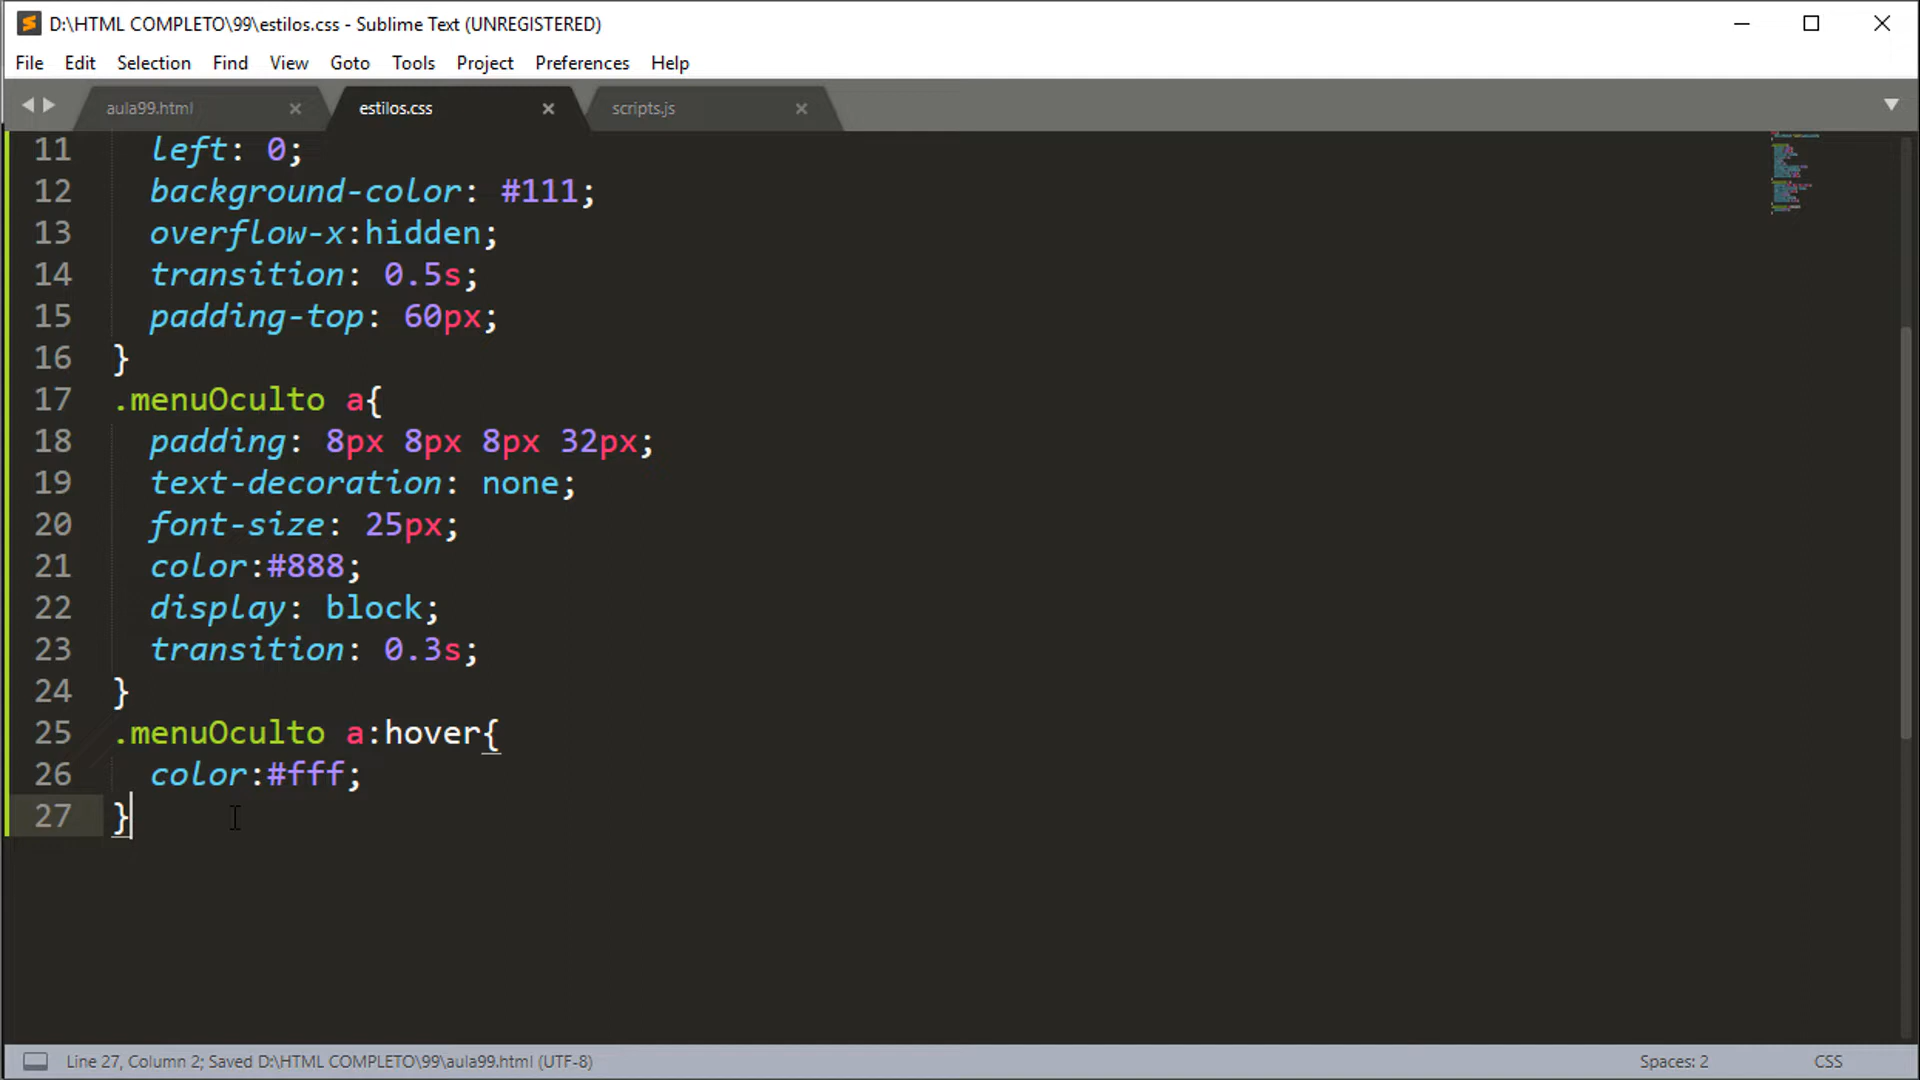 D:\HTML COMPLETO\99\estilos.css - Sublime Text (UNREGISTERED)
File Edit Selection Find View Goto Tools Project Preferences Help
aula99.html estilos.css scripts.js
11 left: 0;
12 background-color: #111;
13 overflow-x:hidden;
14 transition: 0.5s;
15 padding-top: 60px;
16 }
17 .menuOculto a{
18 padding: 8px 8px 8px 32px;
19 text-decoration: none;
20 font-size: 25px;
21 color:#888;
22 display: block;
23 transition: 0.3s;
24 }
25 .menuOculto a:hover{
26 color:#fff;
27 }
Line 27, Column 2; Saved D:\HTML COMPLETO\99\aula99.html (UTF-8) Spaces: 2 CSS